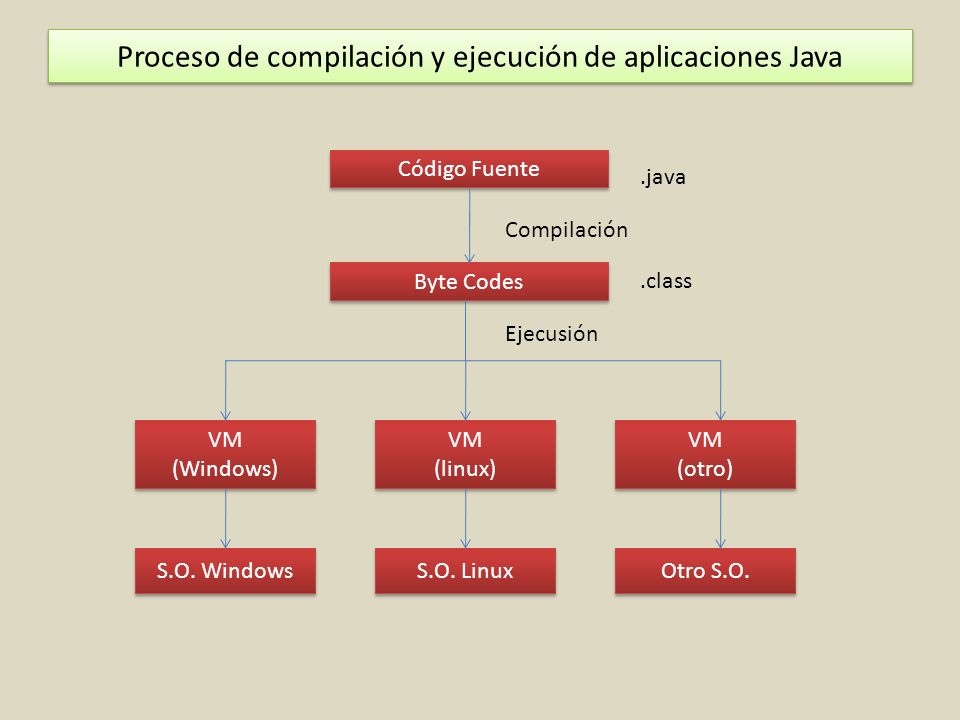 Proceso de compilación y ejecución de aplicaciones Java
Código Fuente
.java
Compilación
Byte Codes
.class
Ejecusión
VM
(Windows)
VM
(linux)
VM
(otro)
S.O. Windows
S.O. Linux
Otro S.O.